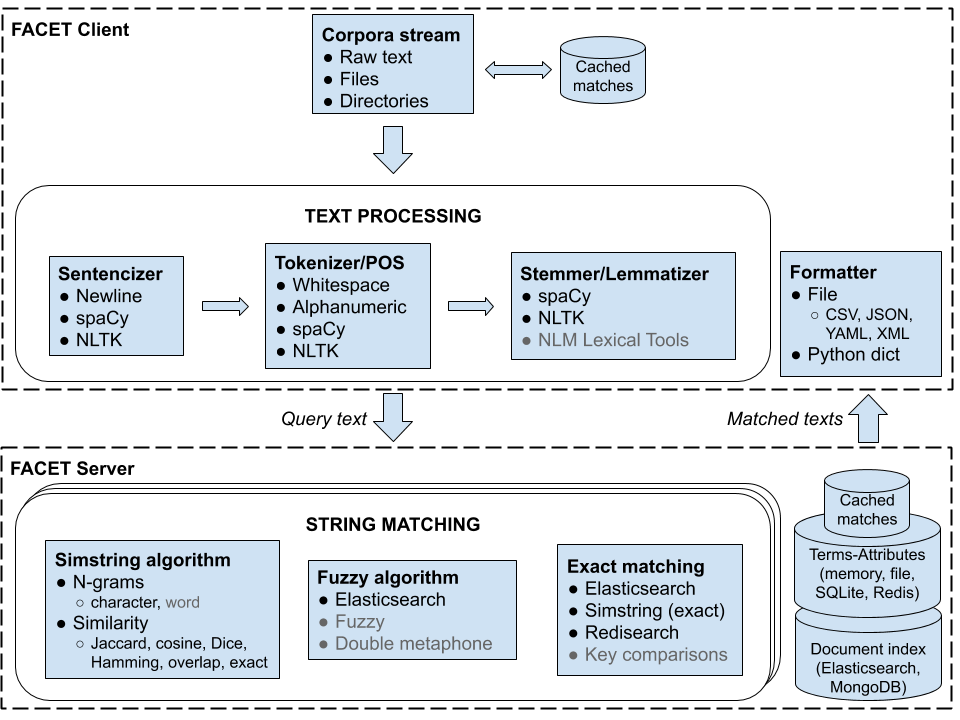 FACET Client
Corpora stream
● Raw text
● Files
● Directories
Cached
matches
TEXT PROCESSING
Sentencizer
● Newline
● spaCy
● NLTK
Tokenizer/POS
● Whitespace
● Alphanumeric
● spaCy
● NLTK
Stemmer/Lemmatizer
● spaCy
● NLTK
● NLM Lexical Tools
Formatter
● File
○ CSV, JSON,
YAML, XML
● Python dict
Query text
Matched texts
FACET Server
STRING MATCHING
Simstring algorithm
● N-grams
○ character, word
● Similarity
○ Jaccard, cosine, Dice,
Hamming, overlap, exact
Fuzzy algorithm
● Elasticsearch
● Fuzzy
● Double metaphone
Exact matching
● Elasticsearch
● Simstring (exact)
● Redisearch
● Key comparisons
Cached
matches
Terms-Attributes
(memory, file,
SQLite, Redis)
Document index
(Elasticsearch,
MongoDB)